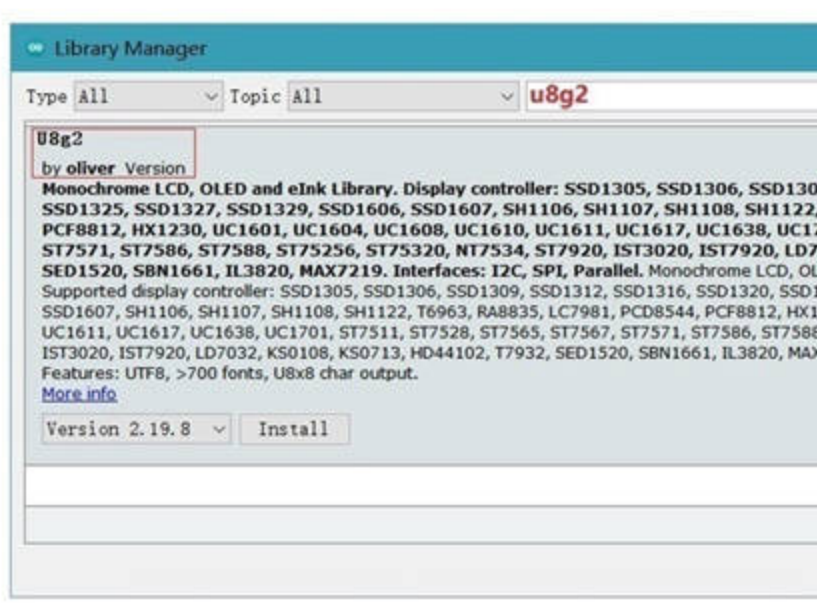 Library Manager
Type All Topic All u8g2
U8g2
by oliver Version
Monochrome LCD, OLED and eInk Library. Display controller: SSD1305, SSD1306, SSD130
SSD1325, SSD1327, SSD1329, SSD1606, SSD1607, SH1106, SH1107, SH1108, SH1122,
PCF8812, HX1230, UC1601, UC1604, UC1608, UC1610, UC1611, UC1617, UC1638, UC17
ST7571, ST7586, ST7588, ST75256, ST75320, NT7534, ST7920, IST3020, IST7920, LD7
SED1520, SBN1661, IL3820, MAX7219. Interfaces: I2C, SPI, Parallel. Monochrome LCD, OL
Supported display controller: SSD1305, SSD1306, SSD1309, SSD1312, SSD1316, SSD1320, SSD1
SSD1607, SH1106, SH1107, SH1108, SH1122, T6963, RA8835, LC7981, PCD8544, PCF8812, HX1
UC1611, UC1617, UC1638, UC1701, ST7511, ST7528, ST7565, ST7567, ST7571, ST7586, ST7588
IST3020, IST7920, LD7032, KS0108, KS0713, HD44102, T7932, SED1520, SBN1661, IL3820, MAX
Features: UTF8, >700 fonts, U8x8 char output.
More info
Version 2.19.8 Install